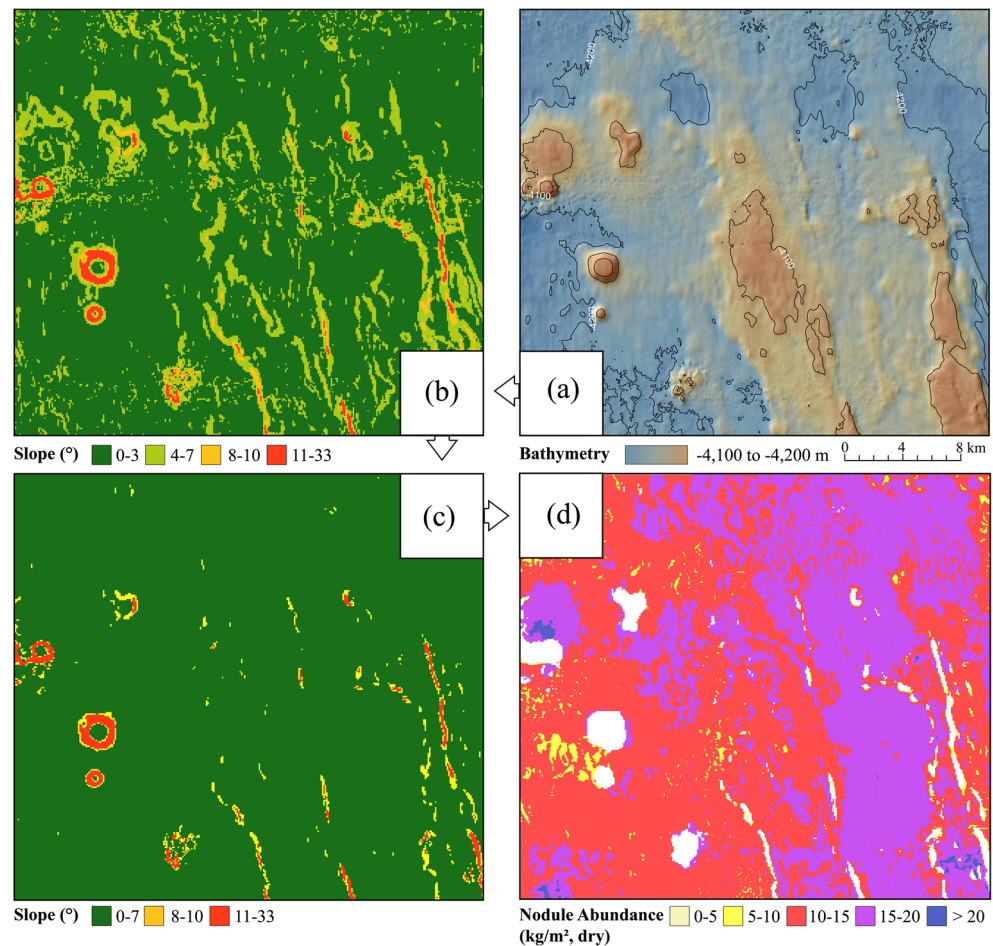 (b)
(a)
4200
4200
4100
4100
Slope (°) 0-3 4-7 8-10 11-33
Bathymetry -4,100 to -4,200 m 0 4 8 km
(c)
(d)
Slope (°) 0-7 8-10 11-33
Nodule Abundance 0-5 5-10 10-15 15-20 > 20
(kg/m², dry)